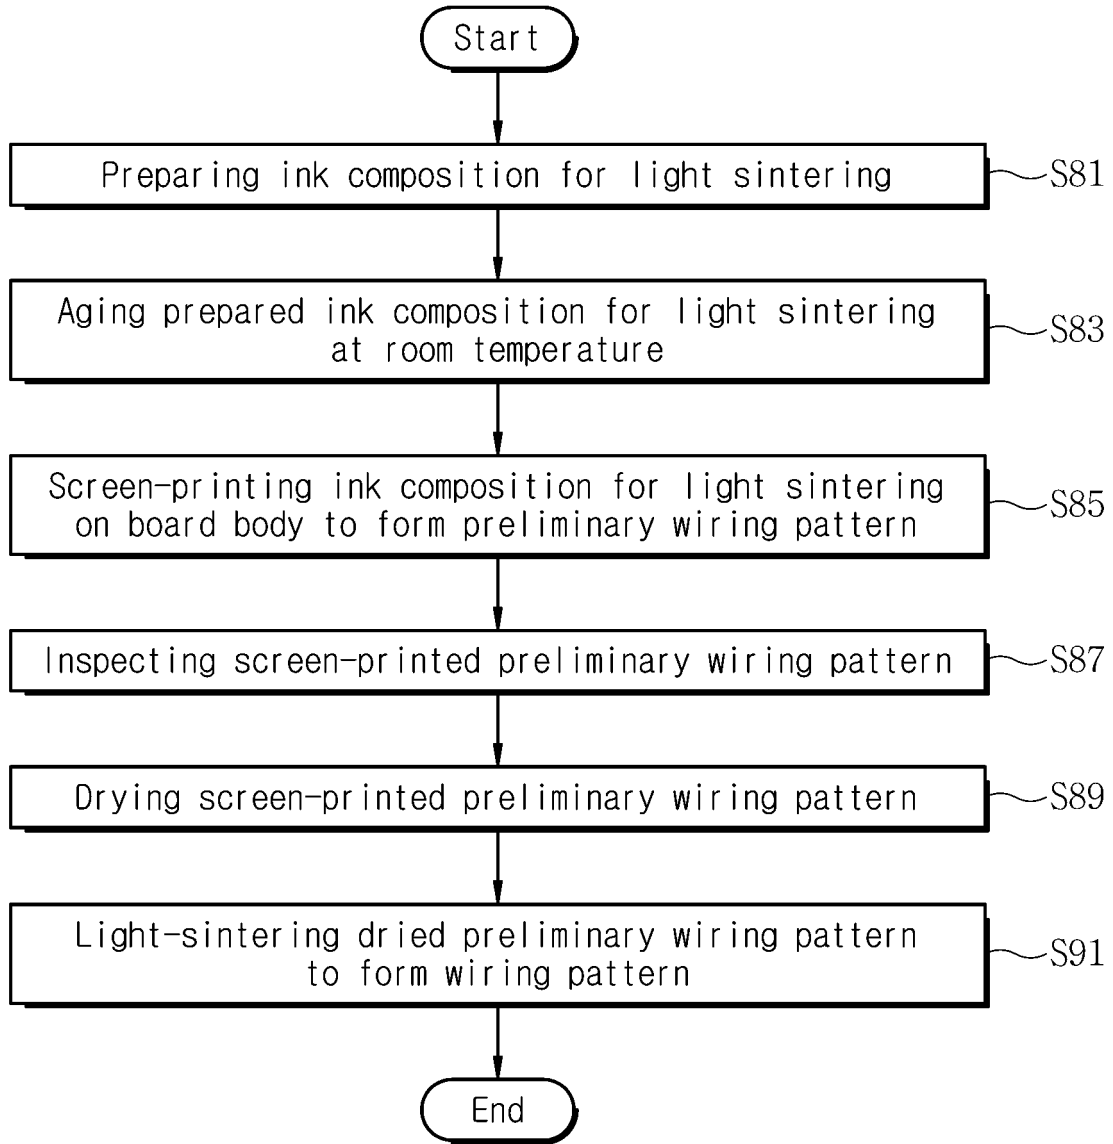 Start
Preparing ink composition for light sintering
S81
Aging prepared ink composition for light sintering
at room temperature
S83
Screen-printing ink composition for light sintering
on board body to form preliminary wiring pattern
S85
Inspecting screen-printed preliminary wiring pattern
S87
Drying screen-printed preliminary wiring pattern
S89
Light-sintering dried preliminary wiring pattern
to form wiring pattern
S91
End